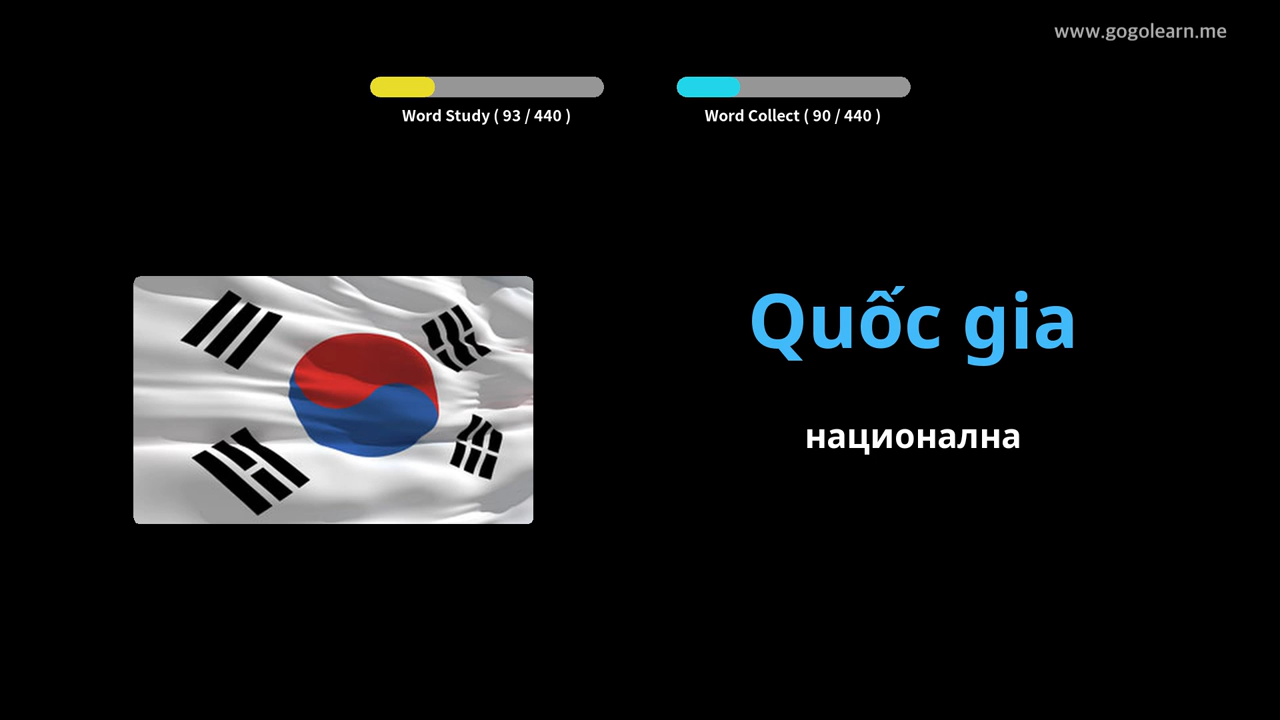 www.gogolearn.me
Word Study ( 93 / 440 )
Word Collect ( 90 / 440 )
Quốc gia
национална